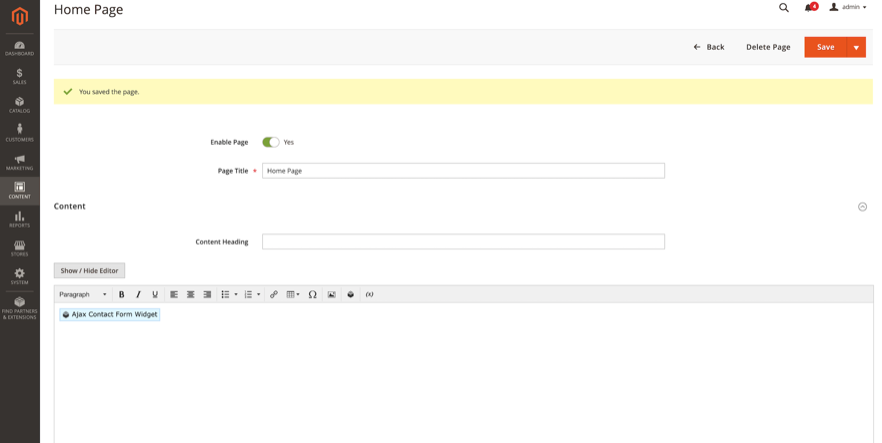 Home Page
4
admin
DASHBOARD
SALES
CATALOG
CUSTOMERS
MARKETING
CONTENT
REPORTS
STORES
SYSTEM
FIND PARTNERS
& EXTENSIONS
Back
Delete Page
Save
You saved the page.
Enable Page
Yes
Page Title *
Home Page
Content
Content Heading
Show / Hide Editor
Paragraph B I U Ω (x)
Ajax Contact Form Widget